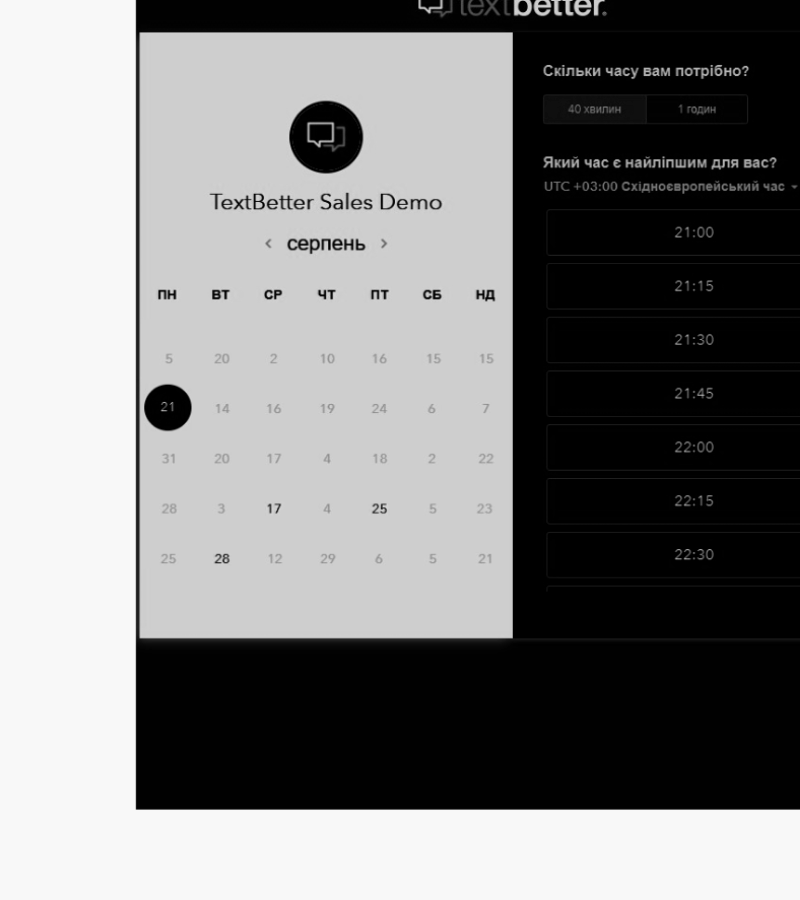 textbetter.
TextBetter Sales Demo
‹ серпень ›
ПН ВТ СР ЧТ ПТ СБ НД
5 20 2 10 16 15 15
21 14 16 19 24 6 7
31 20 17 4 18 2 22
28 3 17 4 25 5 23
25 28 12 29 6 5 21
Скільки часу вам потрібно?
40 хвилин 1 годин
Який час є найліпшим для вас?
UTC +03:00 Східноєвропейський час
21:00
21:15
21:30
21:45
22:00
22:15
22:30